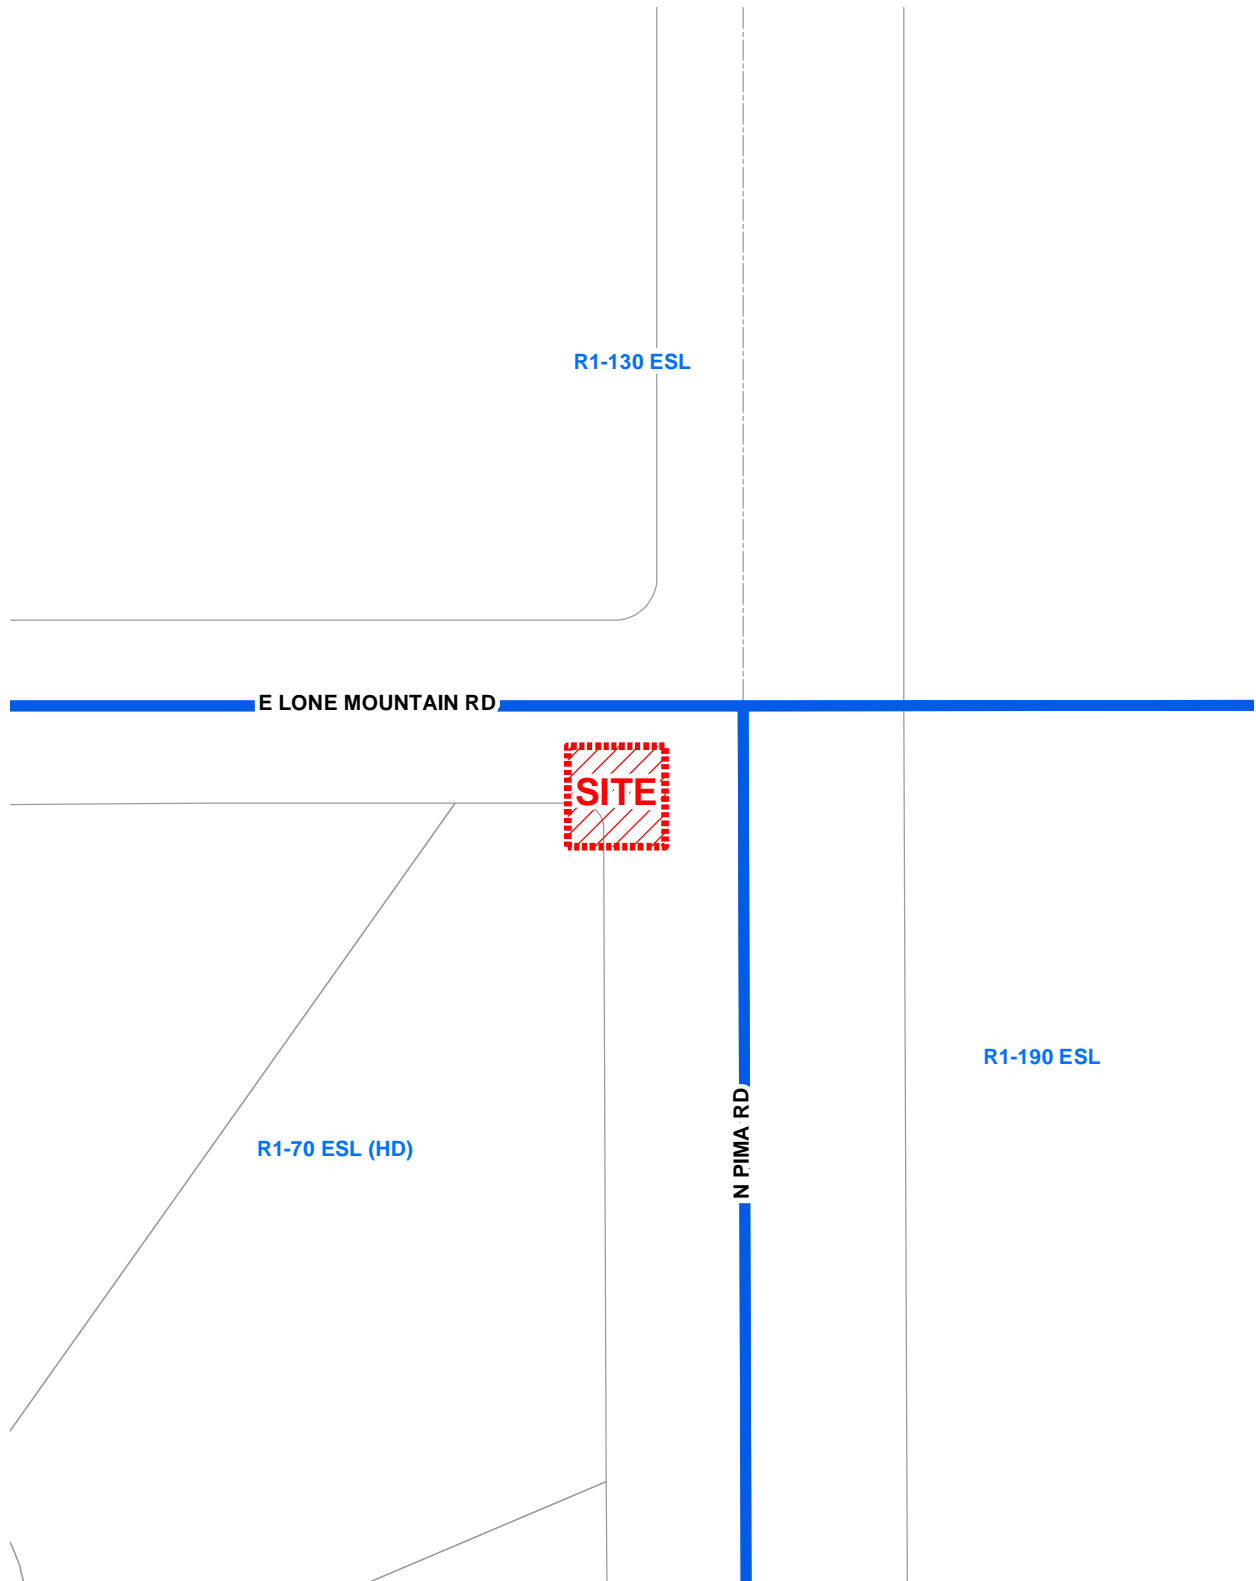 R1-130 ESL
E LONE MOUNTAIN RD
SITE
R1-190 ESL
N PIMA RD
R1-70 ESL (HD)